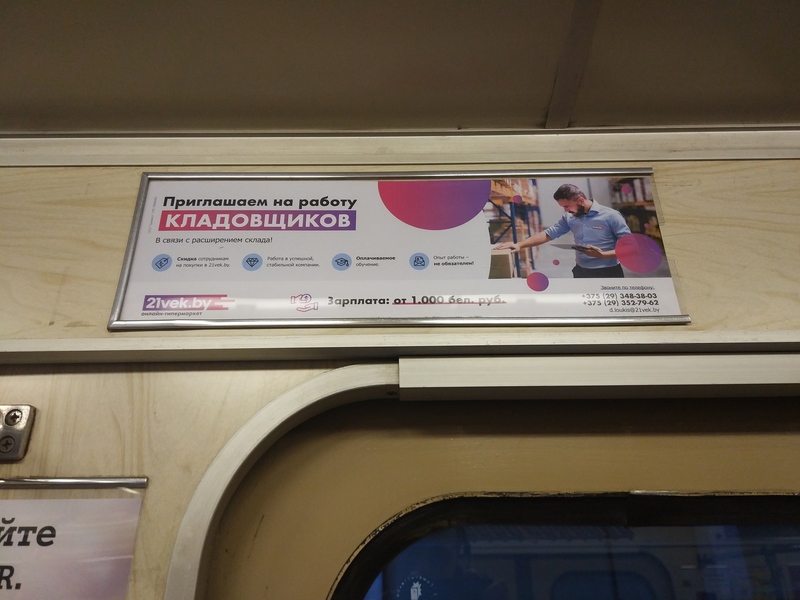 Приглашаем на работу
КЛАДОВЩИКОВ
В связи с расширением склада!
Скидка сотрудникам
на покупки в 21vek.by.
Работа в успешной,
стабильной компании.
Оплачиваемое
обучение.
Опыт работы -
не обязателен!
21vek.by
онлайн-гипермаркет
Зарплата: от 1.000 бел. руб.
Звоните по телефону:
+375 (29) 348-38-03
+375 (29) 352-79-62
d.loukis@21vek.by
йте
R.